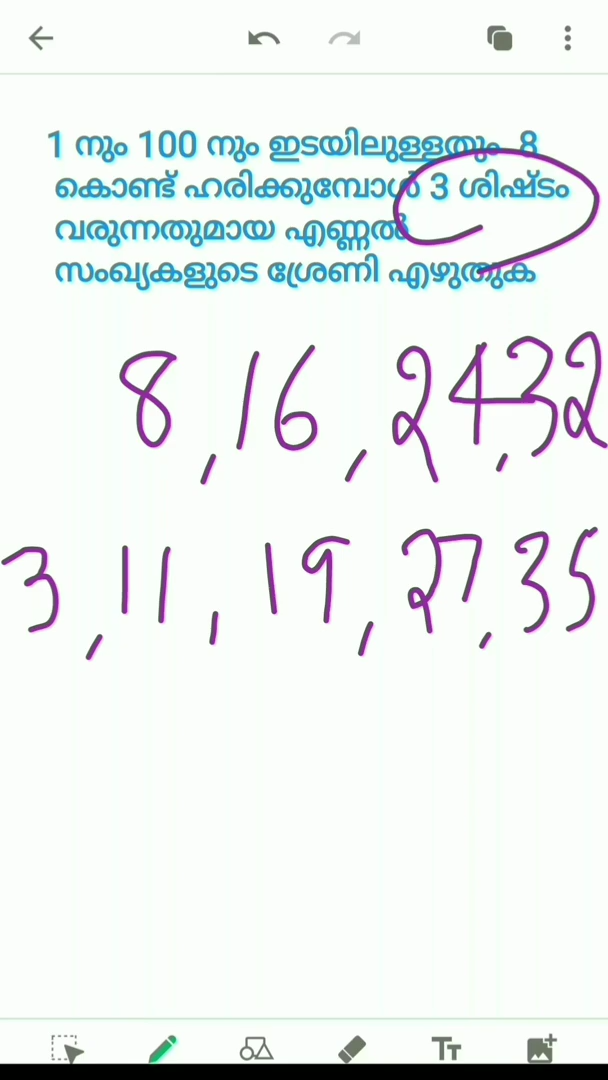 1 നും 100 നും ഇടയിലുള്ളതും 8
കൊണ്ട് ഹരിക്കുമ്പോൾ 3 ശിഷ്ടം
വരുന്നതുമായ എണ്ണൽ
സംഖ്യകളുടെ ശ്രേണി എഴുതുക
8, 16, 24, 32
3, 11, 19, 27, 35
Tт